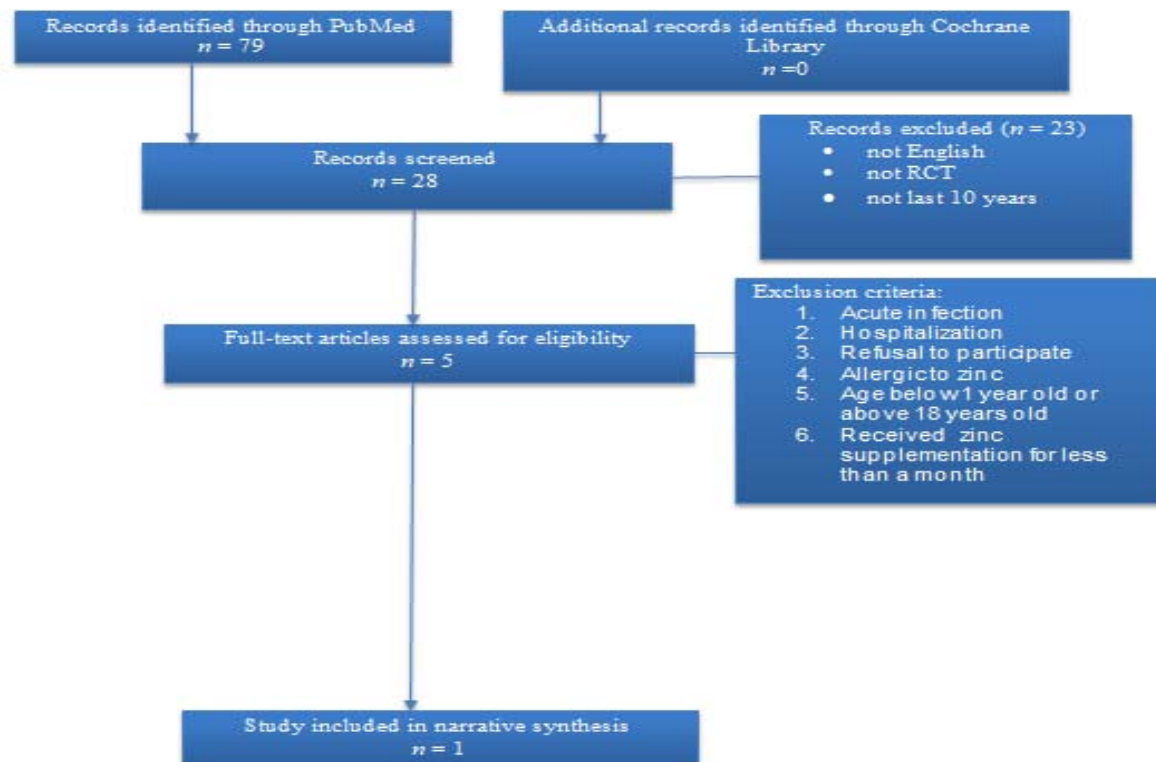 Records identified through PubMed
n = 79
Additional records identified through Cochrane
Library
n =0
Records screened
n = 28
Records excluded (n = 23)
• not English
• not RCT
• not last 10 years
Full-text articles assessed for eligibility
n = 5
Exclusion criteria:
1. Acute infection
2. Hospitalization
3. Refusal to participate
4. Allergic to zinc
5. Age below 1 year old or
above 18 years old
6. Received zinc
supplementation for less
than a month
Study included in narrative synthesis
n = 1